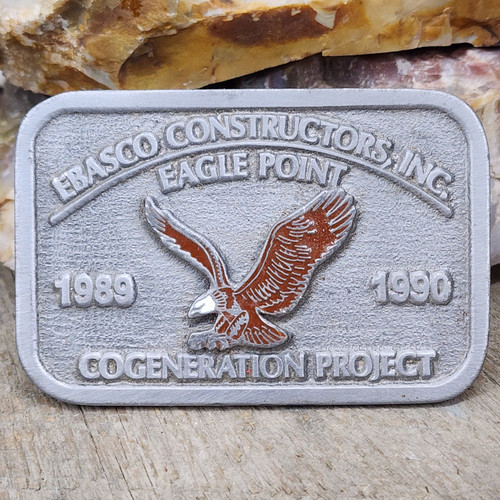 EBASCO CONSTRUCTORS, INC.
EAGLE POINT
1989 1990
COGENERATION PROJECT